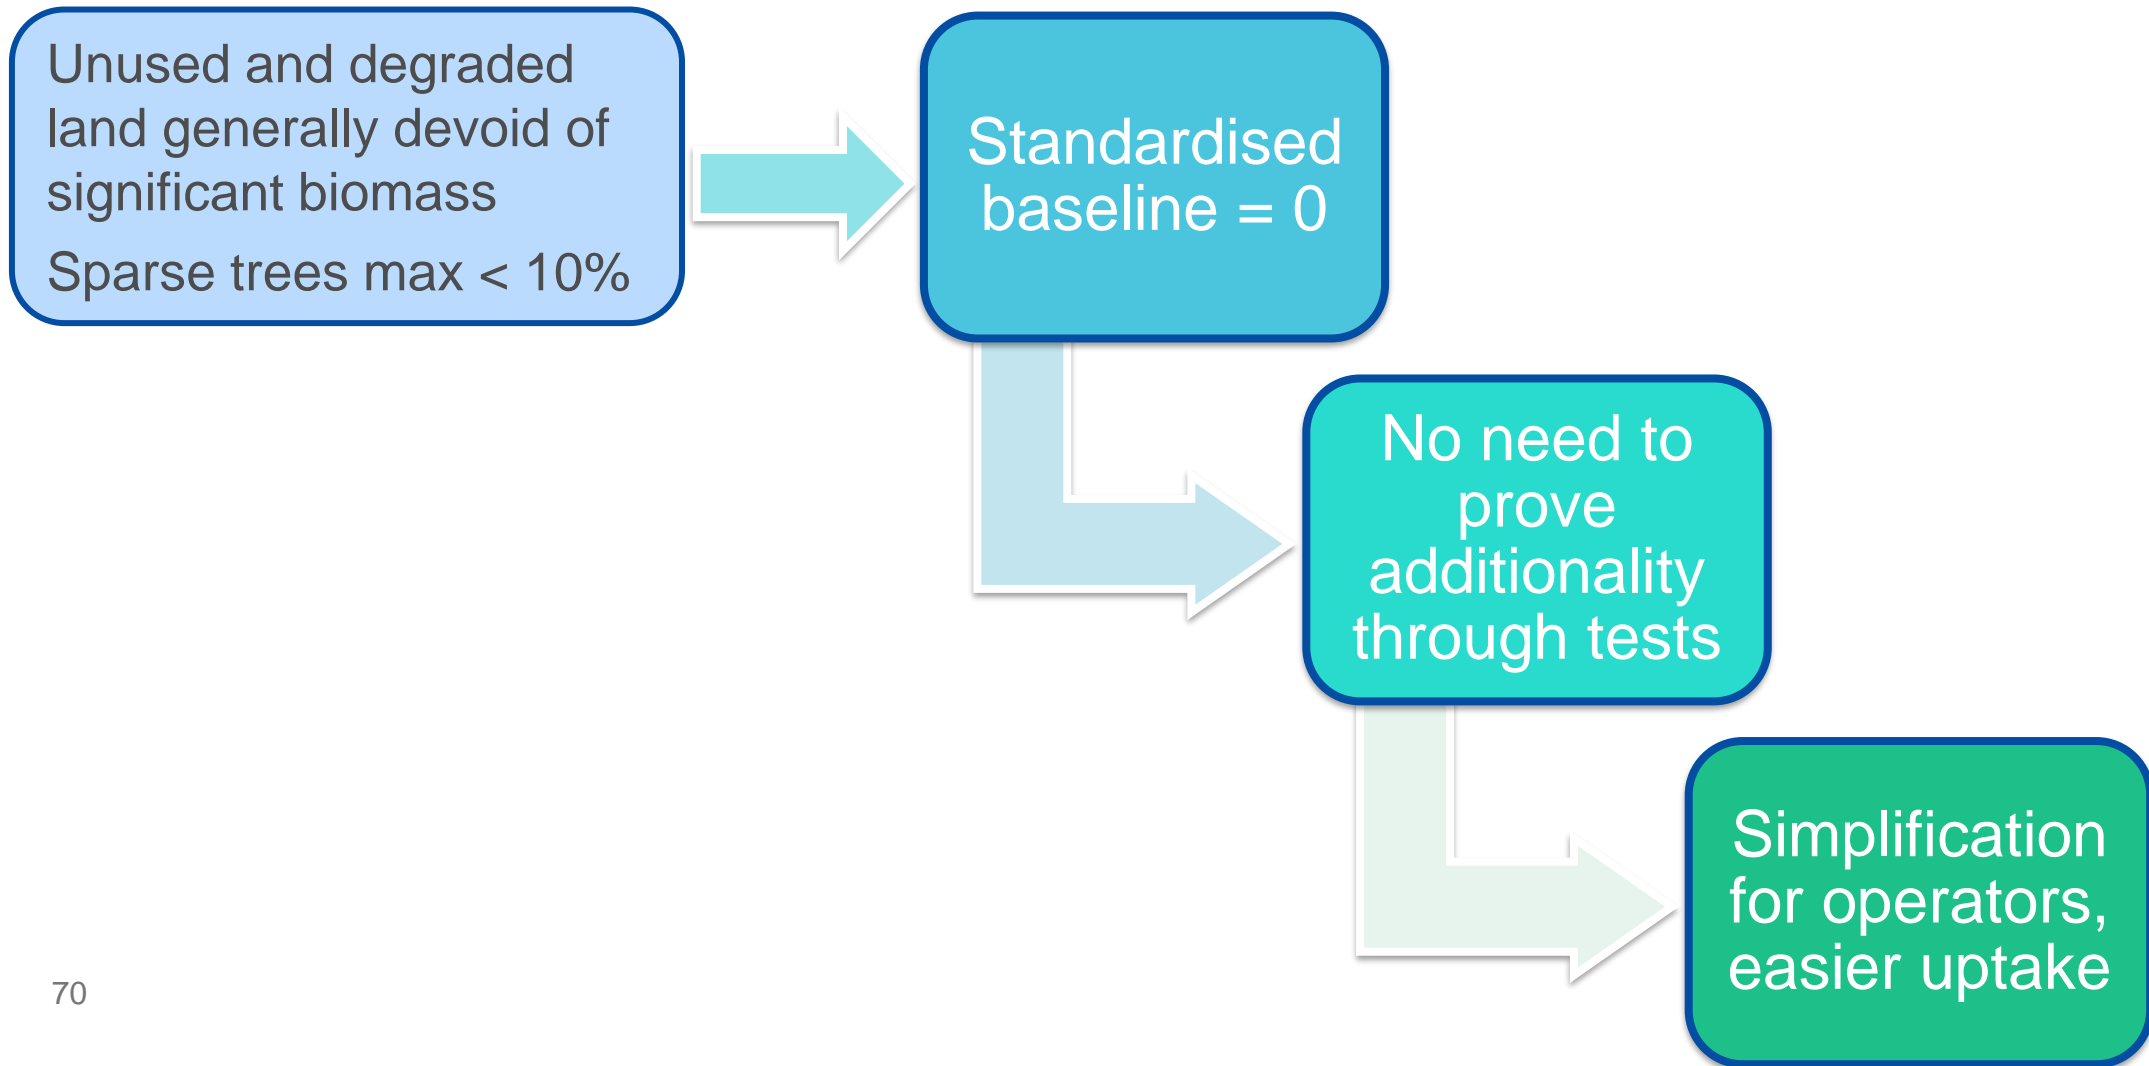 Unused and degraded
land generally devoid of
significant biomass
Sparse trees max < 10%
Standardised
baseline = 0
No need to
prove
additionality
through tests
Simplification
for operators,
easier uptake
70